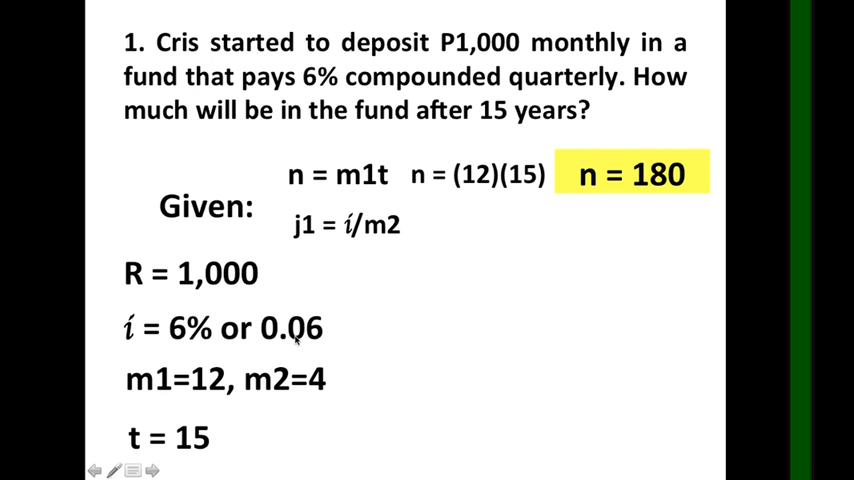 1. Cris started to deposit P1,000 monthly in a
fund that pays 6% compounded quarterly. How
much will be in the fund after 15 years?
n = m1t n = (12)(15) n = 180
Given:
j1 = i/m2
R = 1,000
i = 6% or 0.06
m1=12, m2=4
t = 15